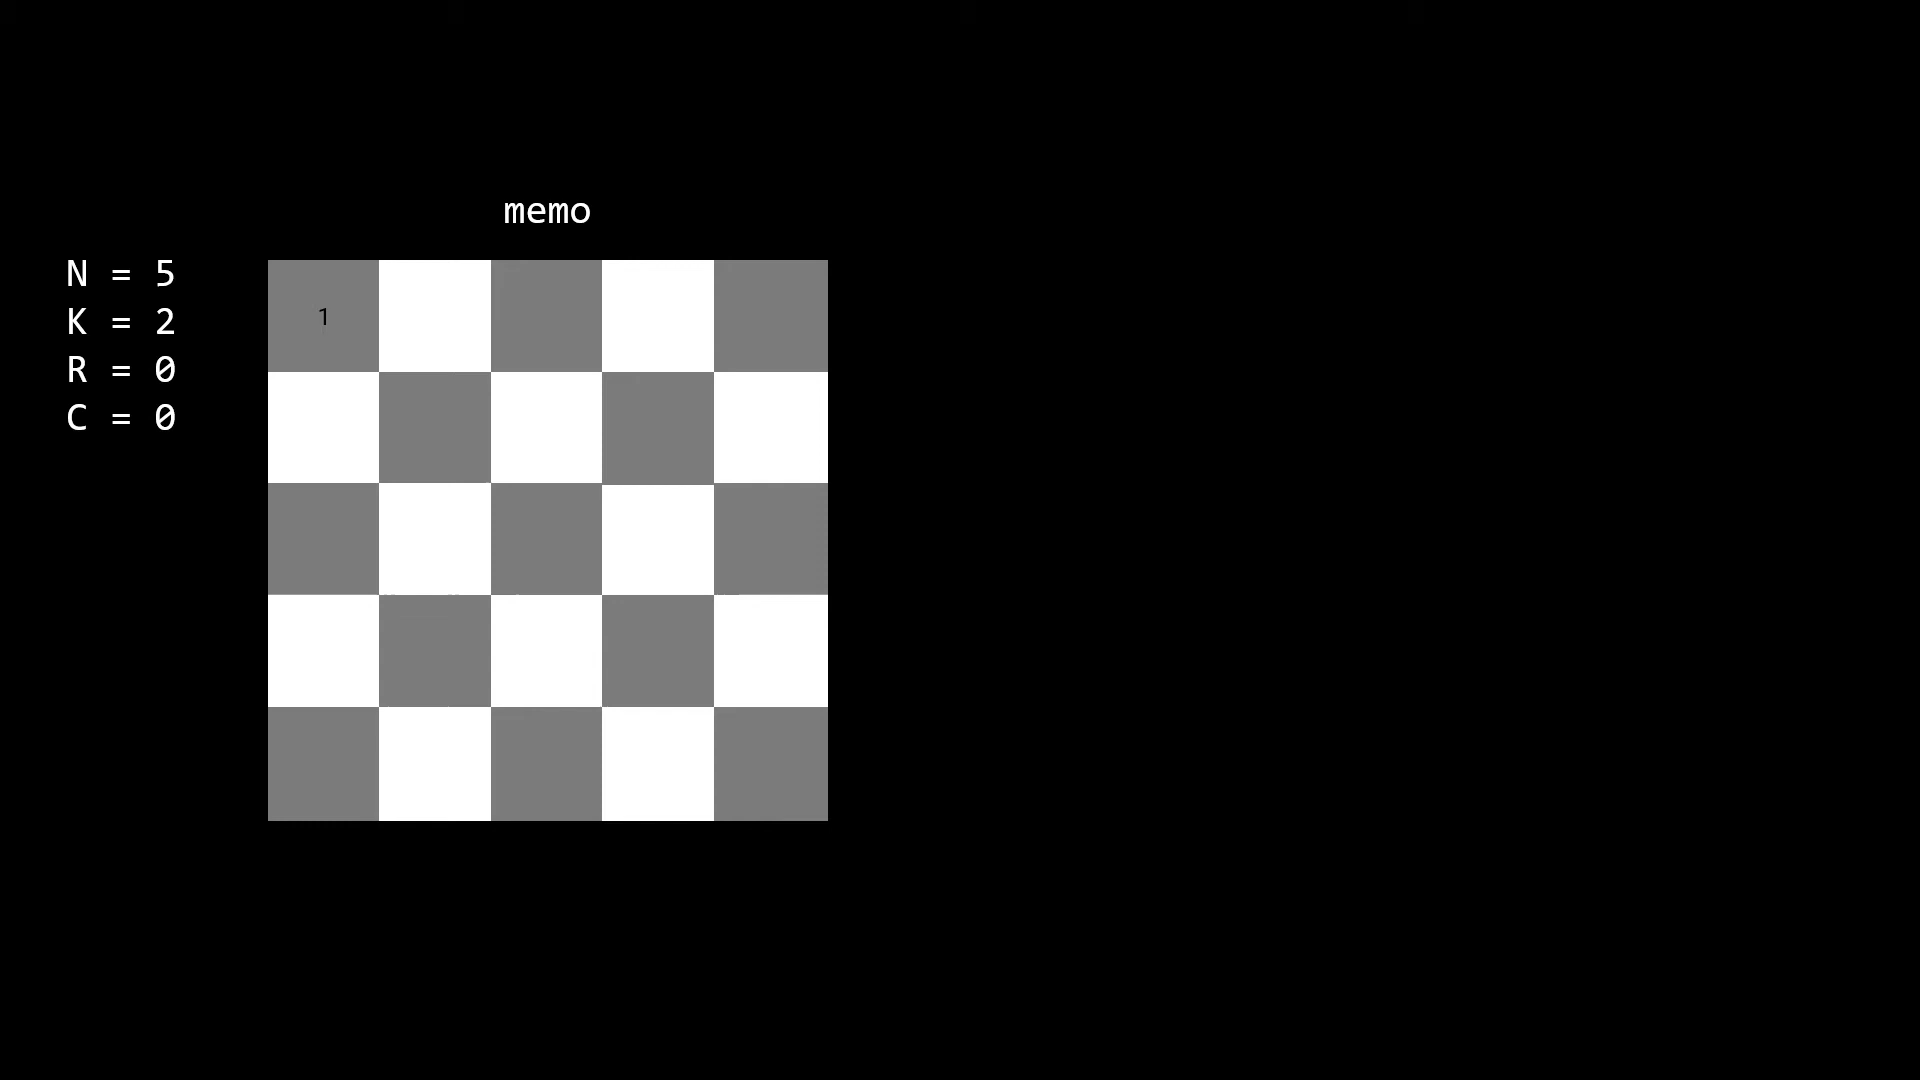 memo
N = 5
K = 2
R = 0
C = 0
1